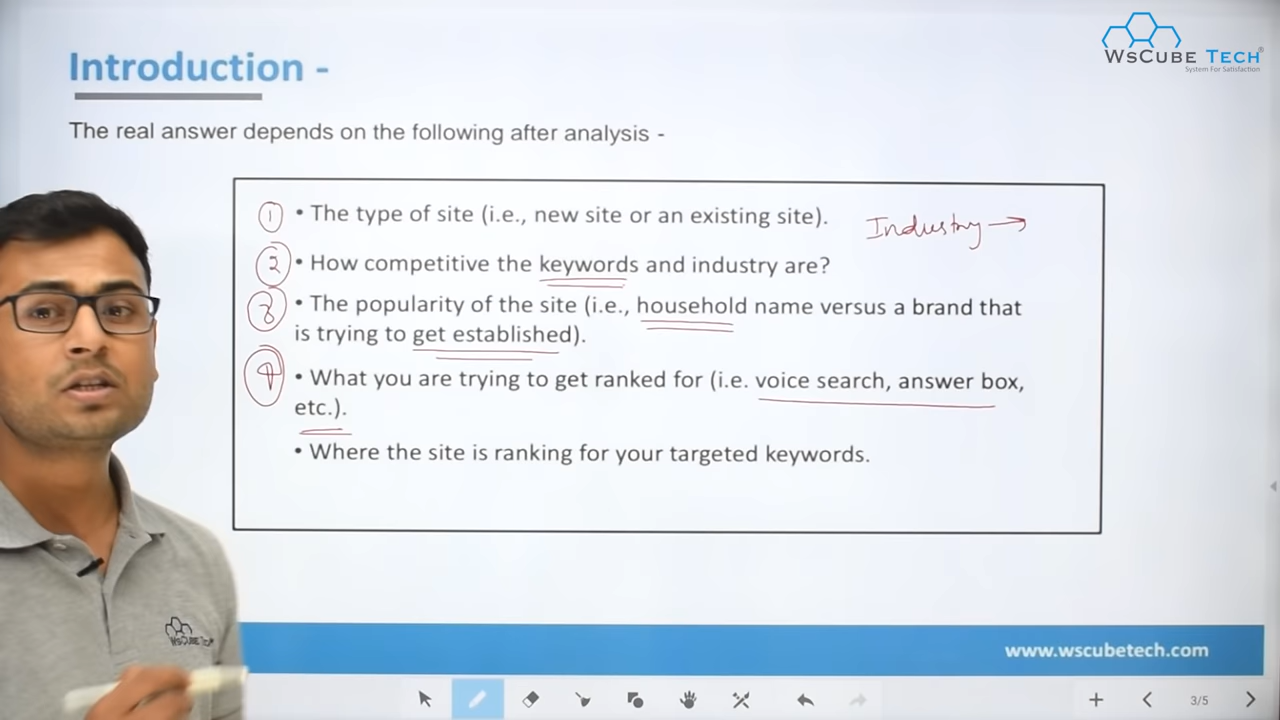 WsCube Tech®
System For Satisfaction
Introduction -
The real answer depends on the following after analysis -
1 • The type of site (i.e., new site or an existing site). Industry →
2 • How competitive the keywords and industry are?
3 • The popularity of the site (i.e., household name versus a brand that
is trying to get established).
4 • What you are trying to get ranked for (i.e. voice search, answer box,
etc.).
• Where the site is ranking for your targeted keywords.
WsCube Tech
www.wscubetech.com
3/5